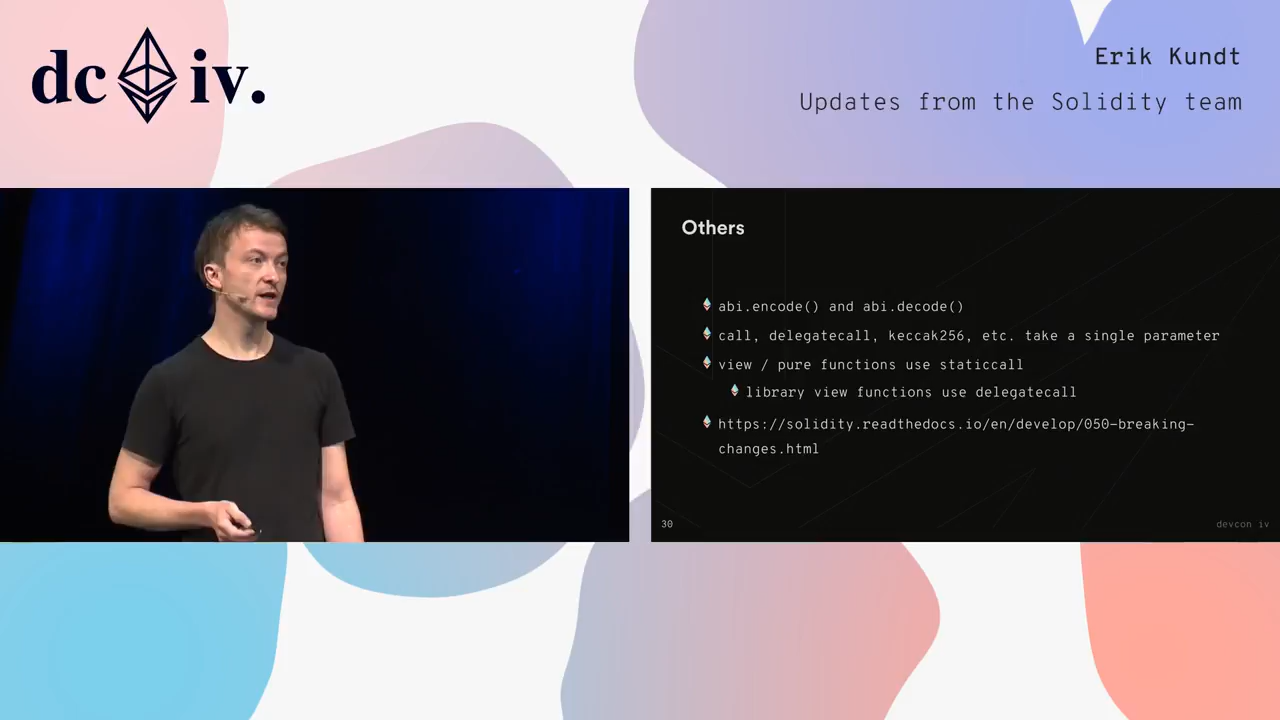 dc iv.
Erik Kundt
Updates from the Solidity team
Others
abi.encode() and abi.decode()
call, delegatecall, keccak256, etc. take a single parameter
view / pure functions use staticcall
library view functions use delegatecall
https://solidity.readthedocs.io/en/develop/050-breaking-
changes.html
30
devcon iv